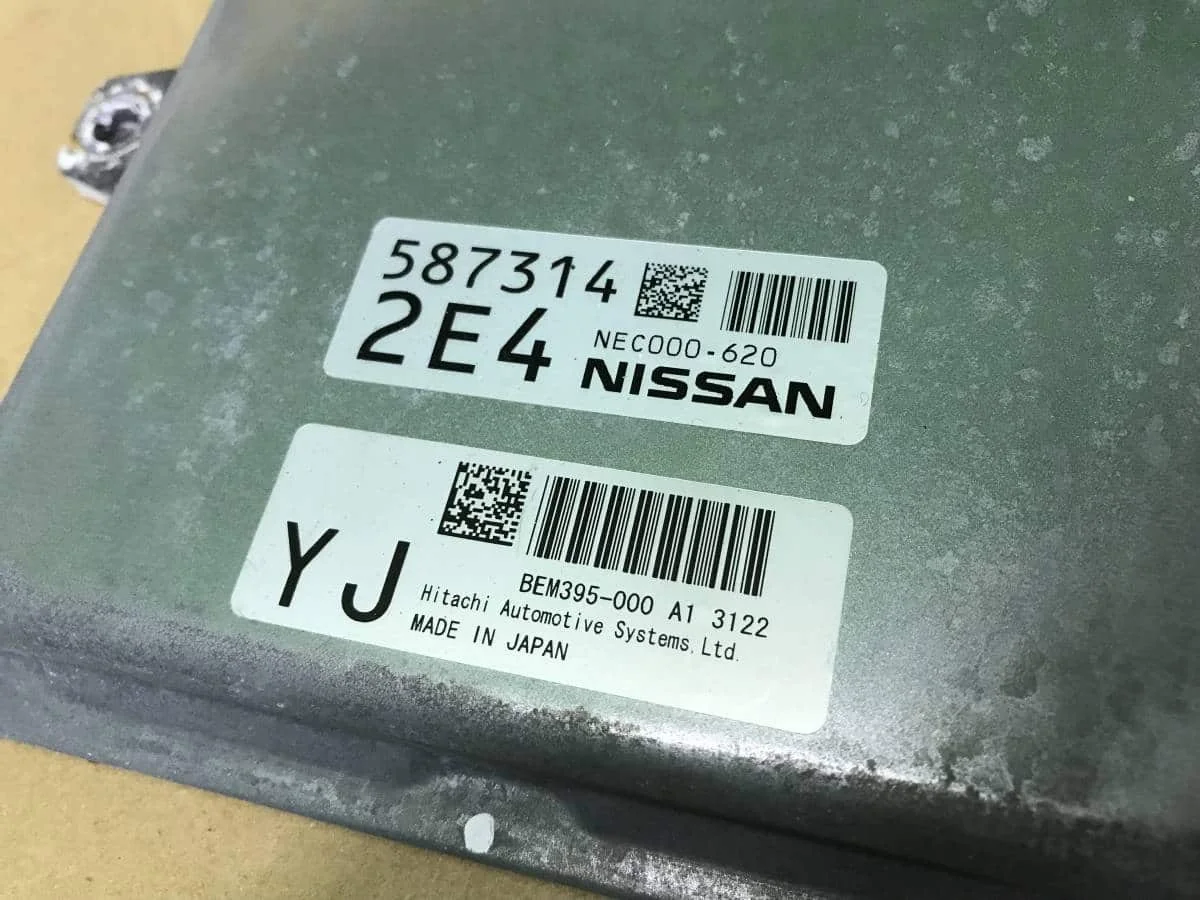 587314
2E4
NEC000-620
NISSAN
YJ
BEM395-000 A1 3122
Hitachi Automotive Systems,Ltd.
MADE IN JAPAN